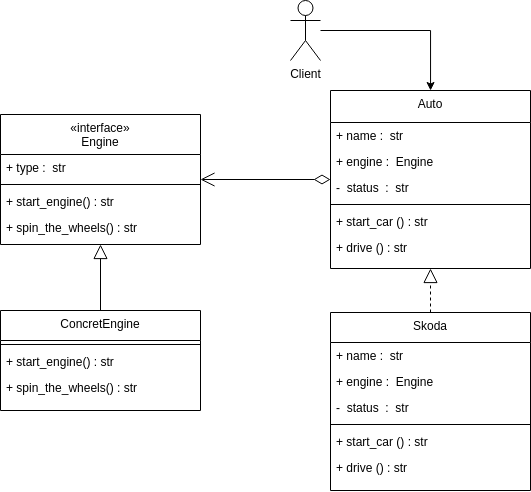 Client
Auto
+ name :  str
+ engine :  Engine
-  status  :  str
+ start_car () : str
+ drive () : str
«interface»
Engine
+ type :  str
+ start_engine() : str
+ spin_the_wheels() : str
ConcretEngine
+ start_engine() : str
+ spin_the_wheels() : str
Skoda
+ name :  str
+ engine :  Engine
-  status  :  str
+ start_car () : str
+ drive () : str